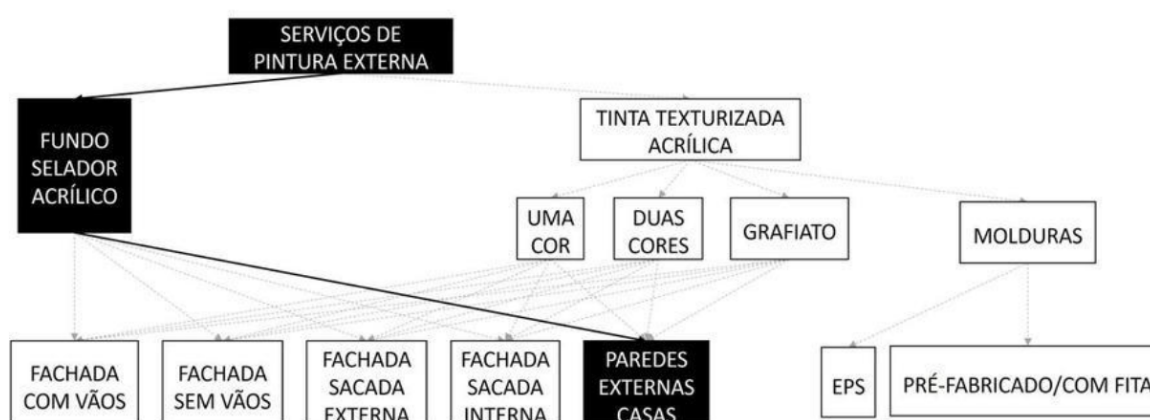 SERVIÇOS DE
PINTURA EXTERNA
FUNDO
SELADOR
ACRÍLICO
TINTA TEXTURIZADA
ACRÍLICA
UMA
COR
DUAS
CORES
GRAFIATO
MOLDURAS
FACHADA
COM VÃOS
FACHADA
SEM VÃOS
FACHADA
SACADA
EXTERNA
FACHADA
SACADA
INTERNA
PAREDES
EXTERNAS
CASAS
EPS
PRÉ-FABRICADO/COM FITA